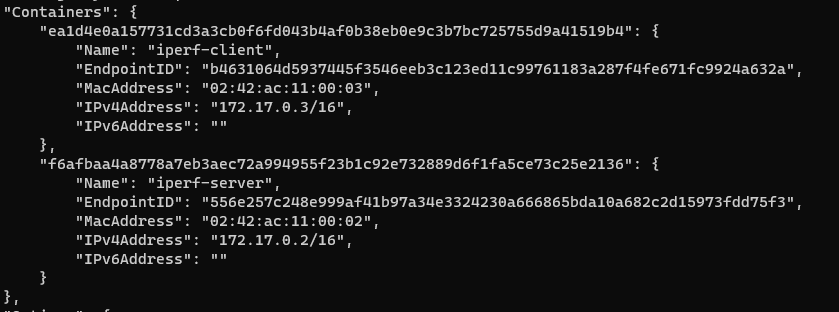 "Containers": {
"ea1d4e0a157731cd3a3cb0f6fd043b4af0b38eb0e9c3b7bc725755d9a41519b4": {
"Name": "iperf-client",
"EndpointID": "b4631064d5937445f3546eeb3c123ed11c99761183a287f4fe671fc9924a632a",
"MacAddress": "02:42:ac:11:00:03",
"IPv4Address": "172.17.0.3/16",
"IPv6Address": ""
},
"f6afbaa4a8778a7eb3aec72a994955f23b1c92e732889d6f1fa5ce73c25e2136": {
"Name": "iperf-server",
"EndpointID": "556e257c248e999af41b97a34e3324230a666865bda10a682c2d15973fdd75f3",
"MacAddress": "02:42:ac:11:00:02",
"IPv4Address": "172.17.0.2/16",
"IPv6Address": ""
}
},